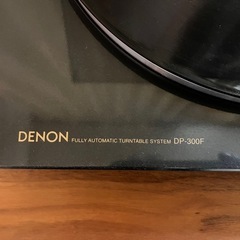 DENON FULLY AUTOMATIC TURNTABLE SYSTEM DP-300F